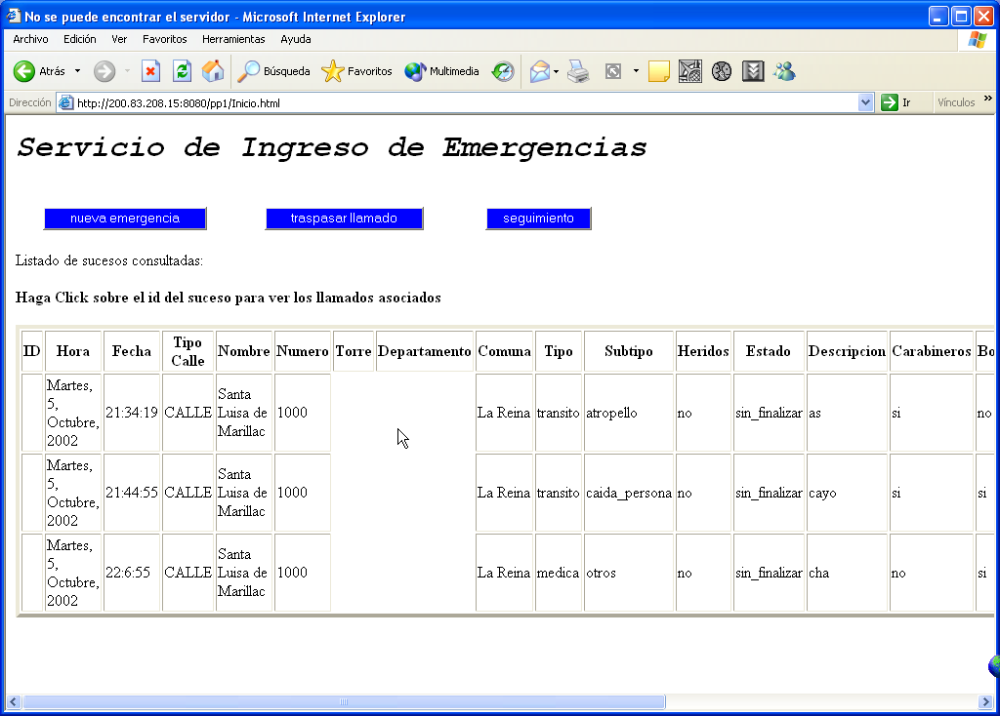 No se puede encontrar el servidor - Microsoft Internet Explorer
Archivo Edición Ver Favoritos Herramientas Ayuda
Atrás Búsqueda Favoritos Multimedia
Dirección http://200.83.208.15:8080/pp1/Inicio.html Ir Vínculos »
Servicio de Ingreso de Emergencias
nueva emergencia traspasar llamado seguimiento
Listado de sucesos consultadas:
Haga Click sobre el id del suceso para ver los llamados asociados
ID Hora Fecha Tipo Calle Nombre Numero Torre Departamento Comuna Tipo Subtipo Heridos Estado Descripcion Carabineros Bo
Martes, 5, Octubre, 2002 21:34:19 CALLE Santa Luisa de Marillac 1000 La Reina transito atropello no sin_finalizar as si no
Martes, 5, Octubre, 2002 21:44:55 CALLE Santa Luisa de Marillac 1000 La Reina transito caida_persona no sin_finalizar cayo si si
Martes, 5, Octubre, 2002 22:6:55 CALLE Santa Luisa de Marillac 1000 La Reina medica otros no sin_finalizar cha no si